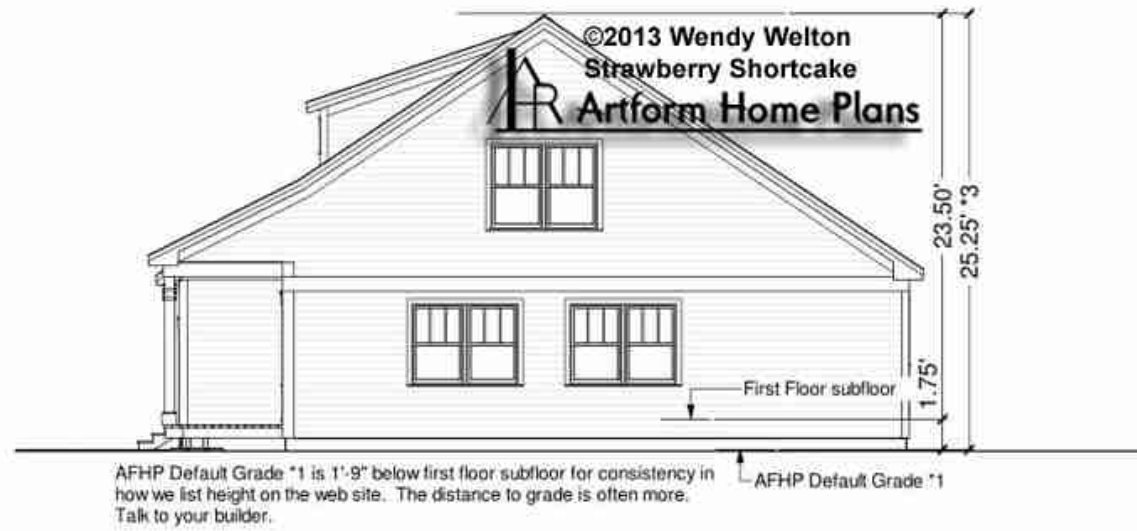 ©2013 Wendy Welton
Strawberry Shortcake
AHR Artform Home Plans
23.50'
25.25' *3
1.75'
First Floor subfloor
AFHP Default Grade *1 is 1'-9" below first floor subfloor for consistency in
how we list height on the web site. The distance to grade is often more.
Talk to your builder.
AFHP Default Grade *1